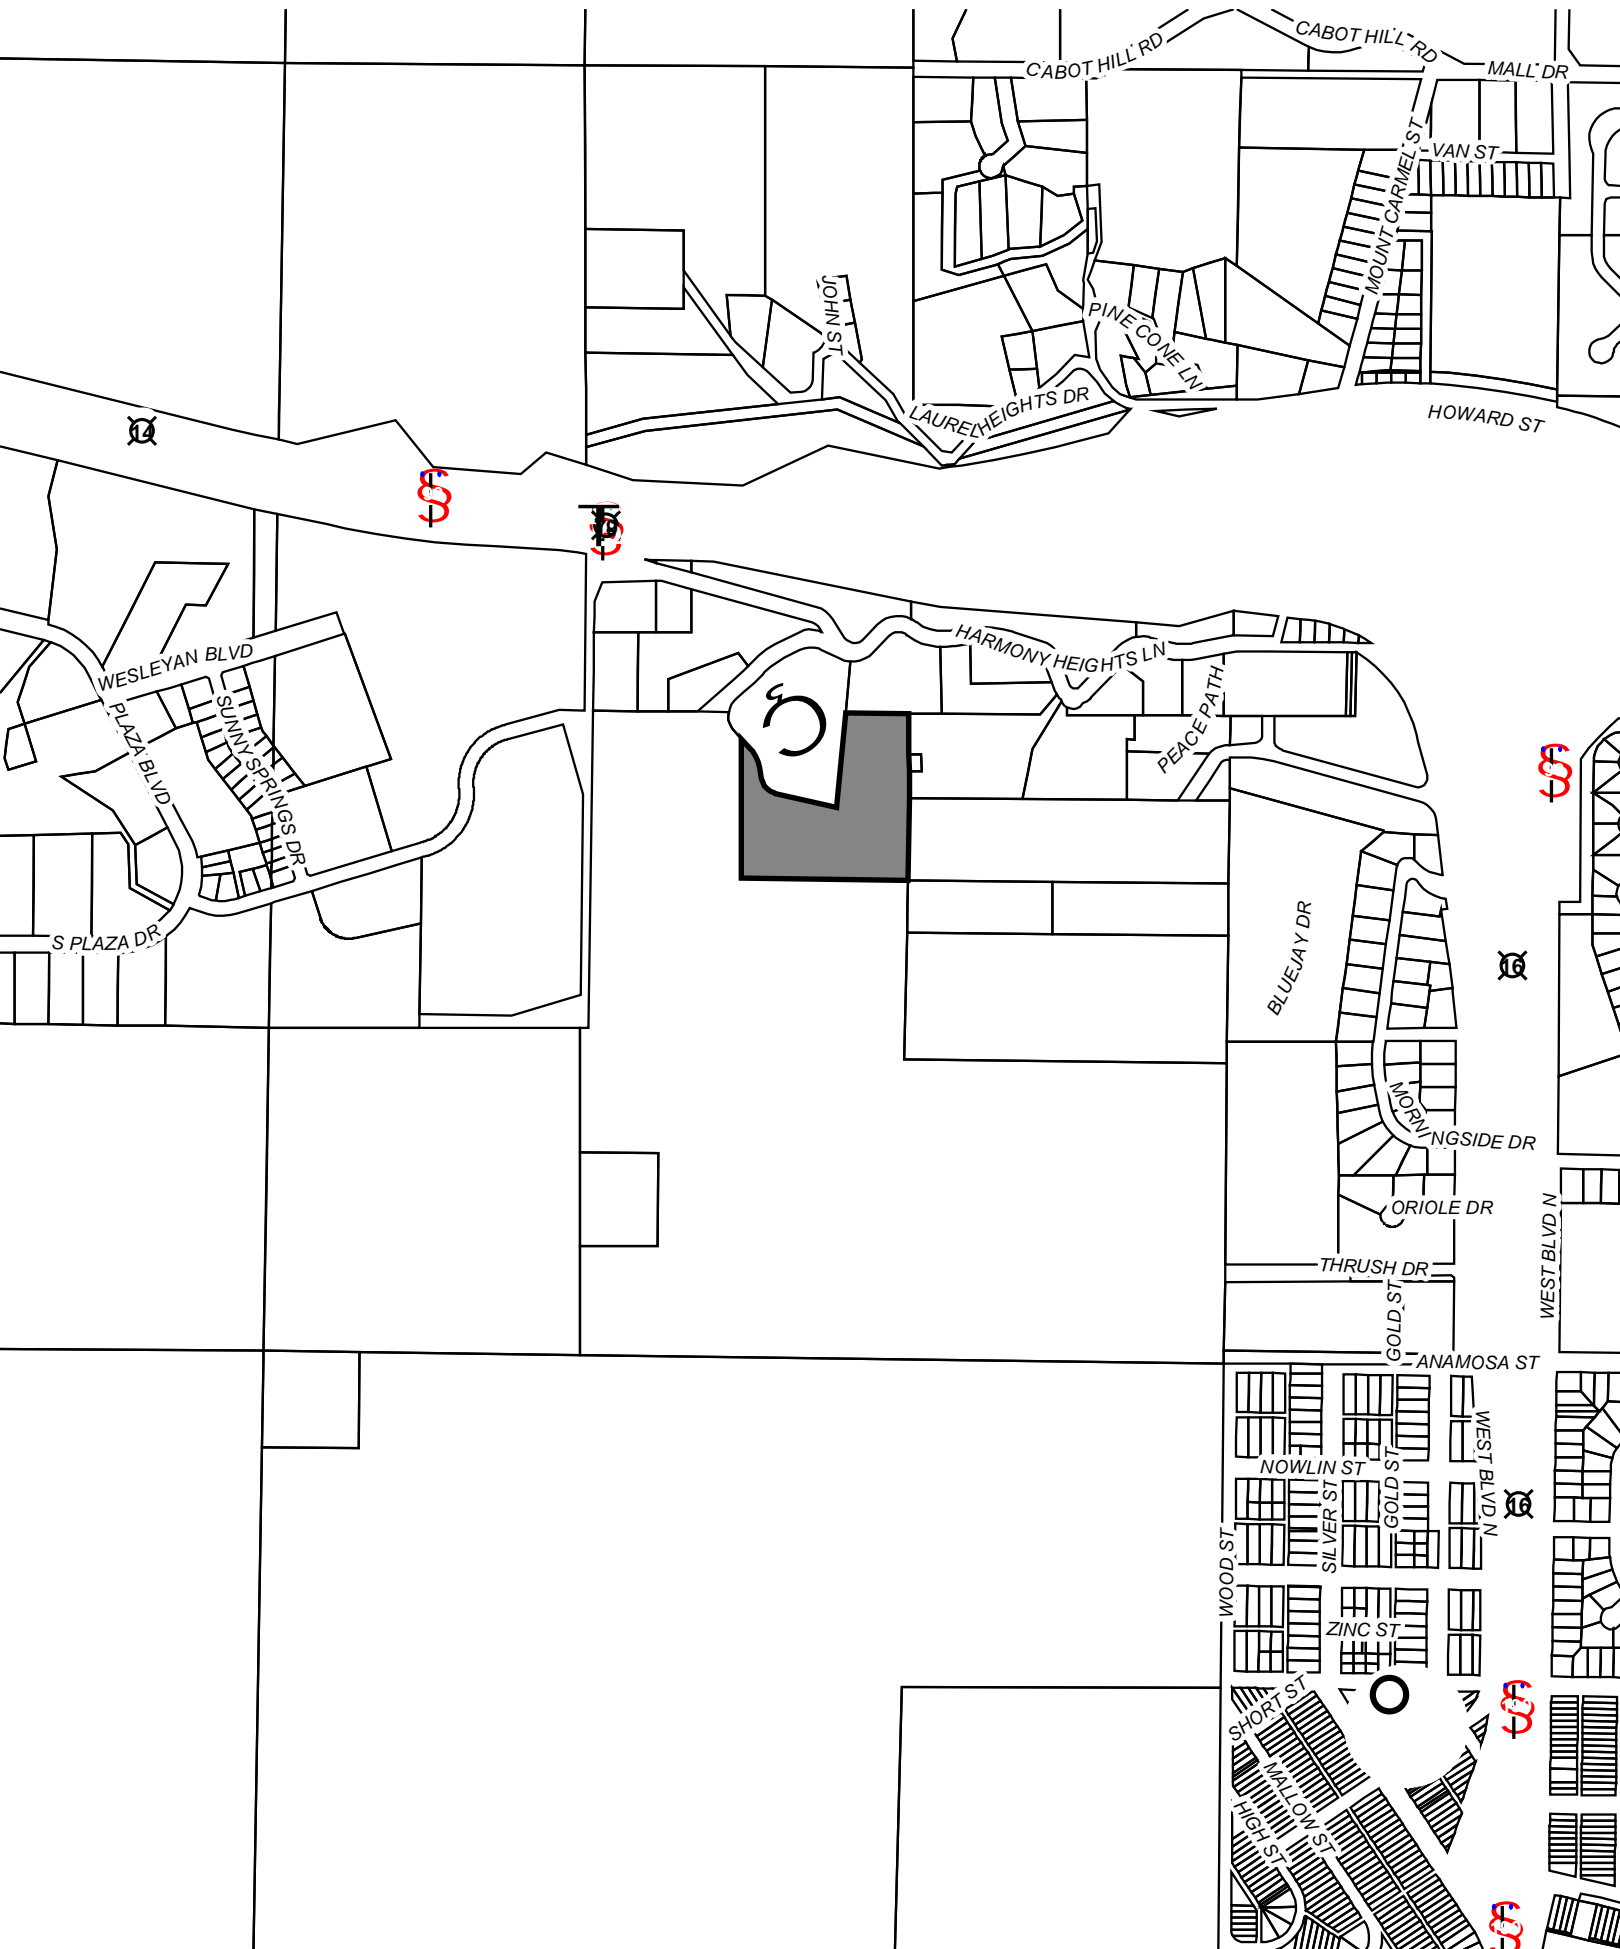 CABOT HILL RD
CABOT HILL RD
MALL DR
VAN ST
MOUNT CARMEL ST
JOHN ST
PINE CONE LN
LAUREL HEIGHTS DR
HOWARD ST
14
HARMONY HEIGHTS LN
WESLEYAN BLVD
PEACE PATH
SUNNY SPRINGS DR
PLAZA BLVD
S PLAZA DR
BLUEJAY DR
16
MORNINGSIDE DR
ORIOLE DR
WEST BLVD N
THRUSH DR
GOLD ST
ANAMOSA ST
NOWLIN ST
GOLD ST
WEST BLVD N
SILVER ST
16
WOOD ST
ZINC ST
SHORT ST
MALLOW ST
HIGH ST